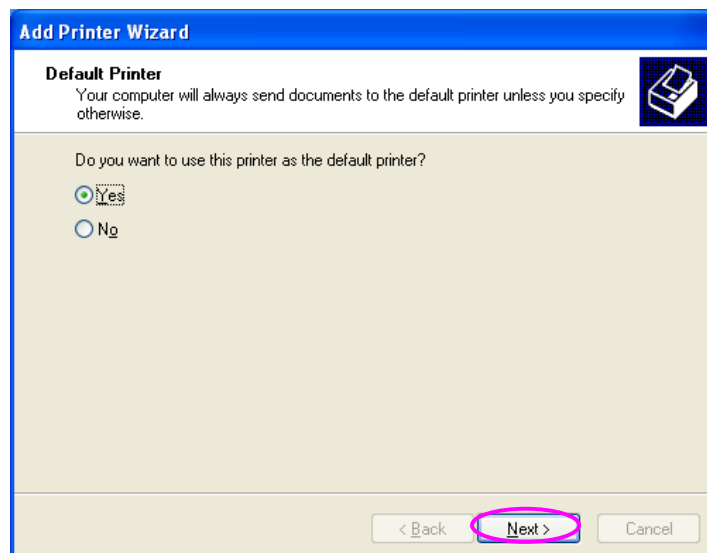 Add Printer Wizard
Default Printer
Your computer will always send documents to the default printer unless you specify
otherwise.
Do you want to use this printer as the default printer?
Yes
No
< Back
Next >
Cancel